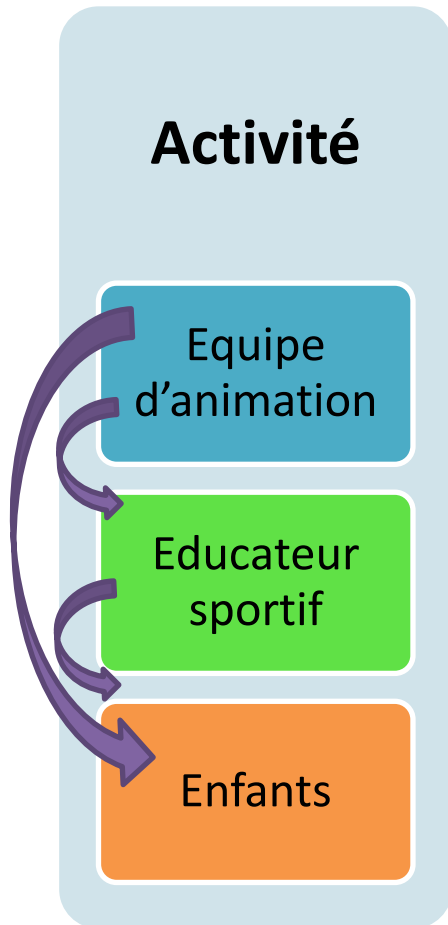 Activité
Equipe
d’animation
Educateur
sportif
Enfants